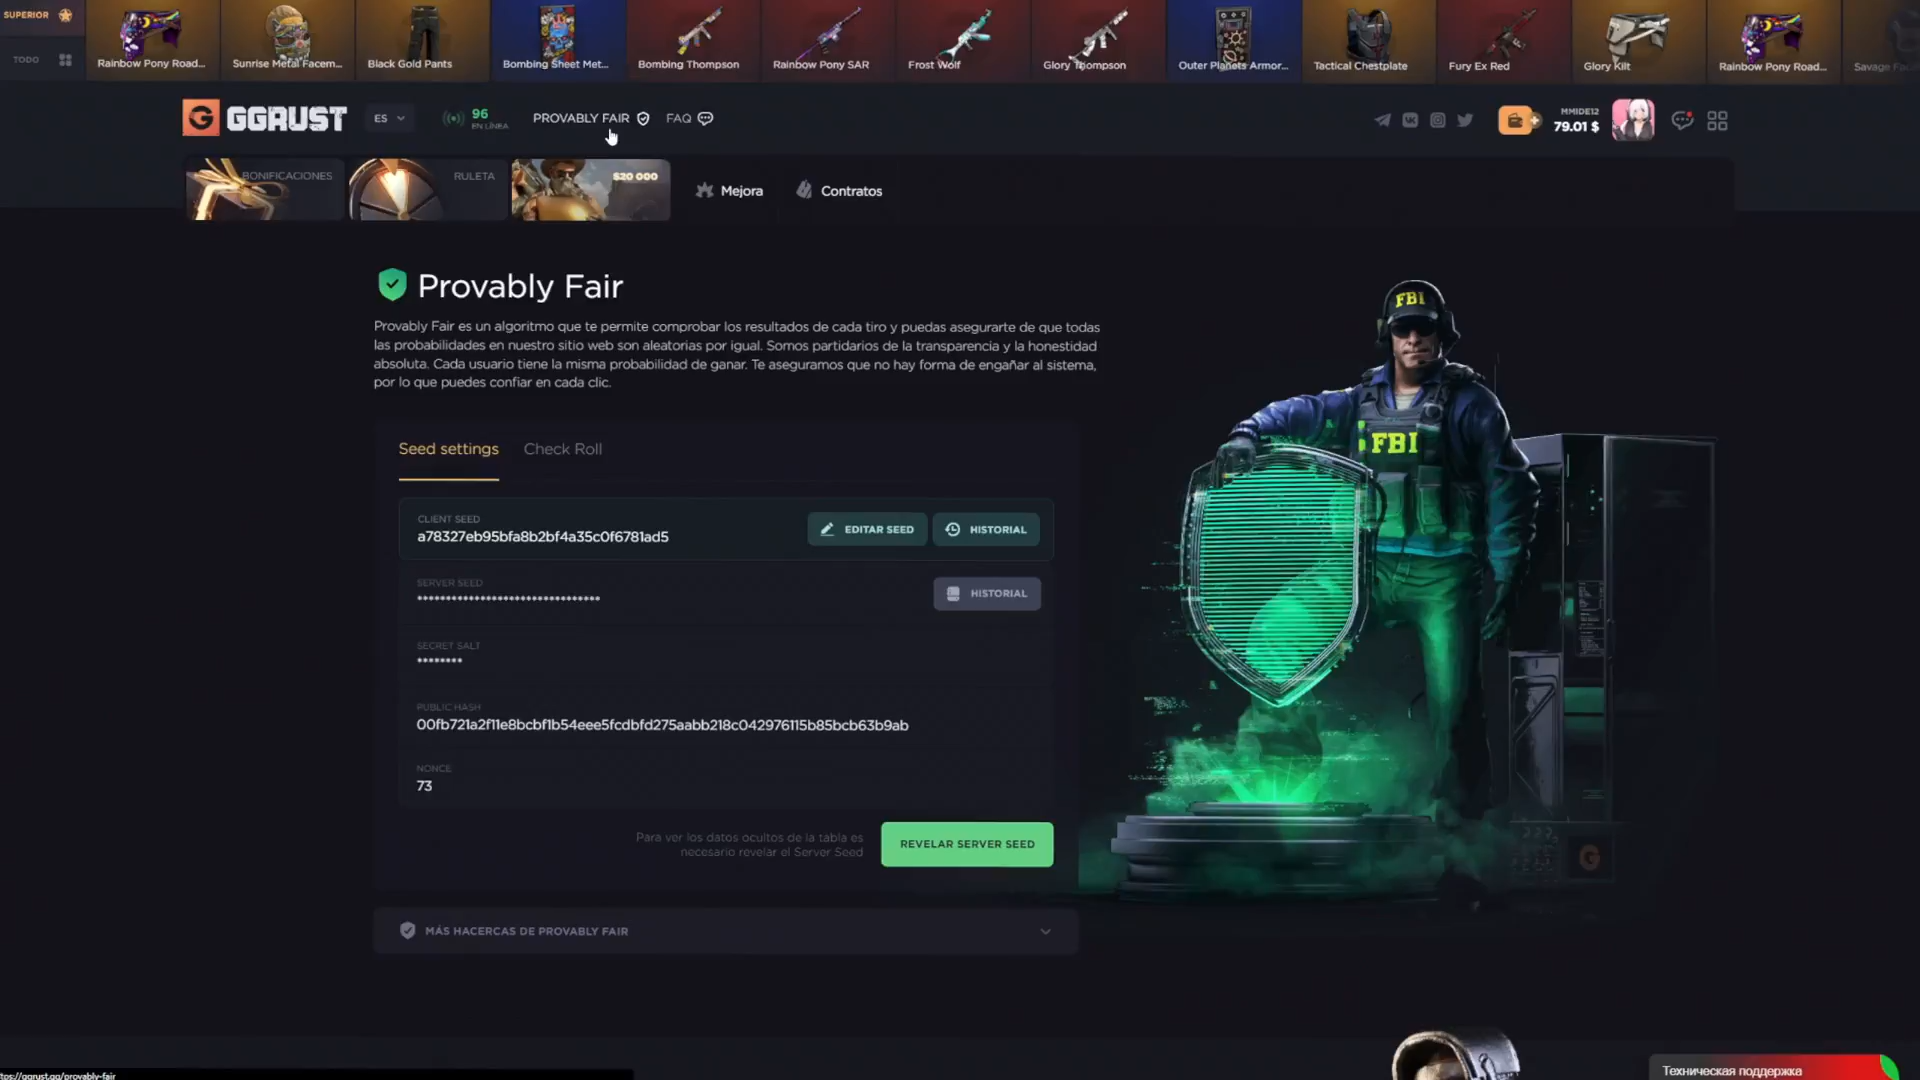 SUPERIOR
TODO
Rainbow Pony Road...
Sunrise Metal Facem...
Black Gold Pants
Bombing Sheet Met...
Bombing Thompson
Rainbow Pony SAR
Frost Wolf
Glory Thompson
Outer Planets Armor...
Tactical Chestplate
Fury Ex Red
Glory Kilt
Rainbow Pony Road...
Savage Fac
G GGRUST
ES
96
EN LÍNEA
PROVABLY FAIR
FAQ
MMIDE12
79.01 $
BONIFICACIONES
RULETA
$20 000
Mejora
Contratos
Provably Fair
Provably Fair es un algoritmo que te permite comprobar los resultados de cada tiro y puedas asegurarte de que todas
las probabilidades en nuestro sitio web son aleatorias por igual. Somos partidarios de la transparencia y la honestidad
absoluta. Cada usuario tiene la misma probabilidad de ganar. Te aseguramos que no hay forma de engañar al sistema,
por lo que puedes confiar en cada clic.
FBI
FBI
Seed settings
Check Roll
CLIENT SEED
a78327eb95bfa8b2bf4a35c0f6781ad5
EDITAR SEED
HISTORIAL
SERVER SEED
********************************
HISTORIAL
SECRET SALT
********
PUBLIC HASH
00fb721a2f11e8bcbf1b54eee5fcdbfd275aabb218c042976115b85bcb63b9ab
NONCE
73
Para ver los datos ocultos de la tabla es
necesario revelar el Server Seed
REVELAR SERVER SEED
MÁS HACERCAS DE PROVABLY FAIR
Техническая поддержка
tps://ggrust.gg/provably-fair